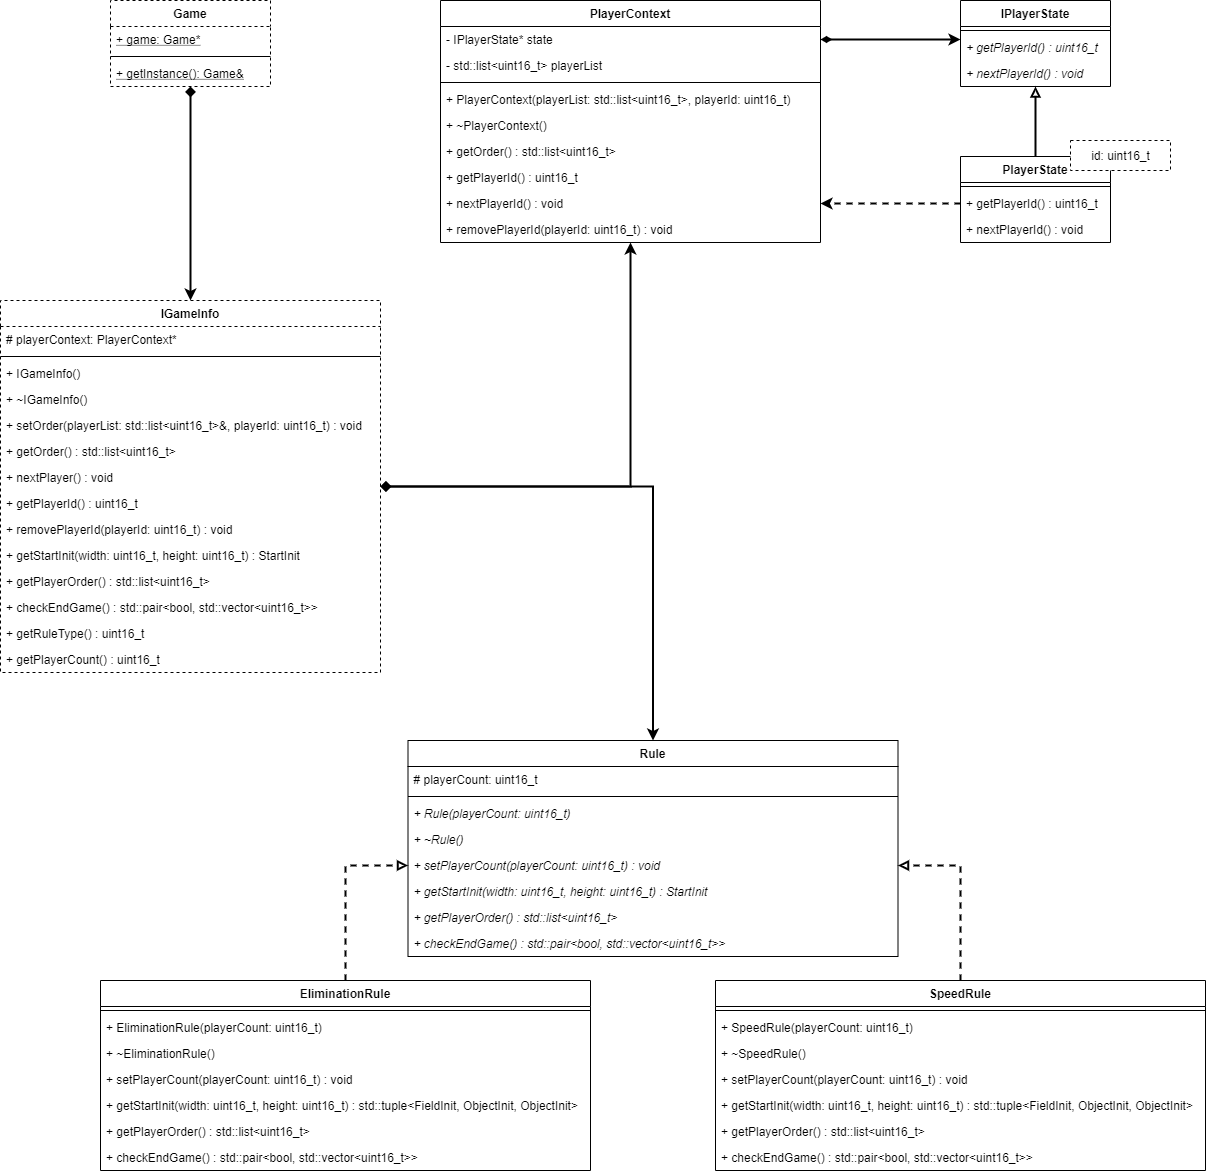 Game
+ game: Game*
+ getInstance(): Game&
PlayerContext
- IPlayerState* state
- std::list<uint16_t> playerList
+ PlayerContext(playerList: std::list<uint16_t>, playerId: uint16_t)
+ ~PlayerContext()
+ getOrder() : std::list<uint16_t>
+ getPlayerId() : uint16_t
+ nextPlayerId() : void
+ removePlayerId(playerId: uint16_t) : void
IPlayerState
+ getPlayerId() : uint16_t
+ nextPlayerId() : void
id: uint16_t
PlayerState
+ getPlayerId() : uint16_t
+ nextPlayerId() : void
IGameInfo
# playerContext: PlayerContext*
+ IGameInfo()
+ ~IGameInfo()
+ setOrder(playerList: std::list<uint16_t>&, playerId: uint16_t) : void
+ getOrder() : std::list<uint16_t>
+ nextPlayer() : void
+ getPlayerId() : uint16_t
+ removePlayerId(playerId: uint16_t) : void
+ getStartInit(width: uint16_t, height: uint16_t) : StartInit
+ getPlayerOrder() : std::list<uint16_t>
+ checkEndGame() : std::pair<bool, std::vector<uint16_t>>
+ getRuleType() : uint16_t
+ getPlayerCount() : uint16_t
Rule
# playerCount: uint16_t
+ Rule(playerCount: uint16_t)
+ ~Rule()
+ setPlayerCount(playerCount: uint16_t) : void
+ getStartInit(width: uint16_t, height: uint16_t) : StartInit
+ getPlayerOrder() : std::list<uint16_t>
+ checkEndGame() : std::pair<bool, std::vector<uint16_t>>
EliminationRule
+ EliminationRule(playerCount: uint16_t)
+ ~EliminationRule()
+ setPlayerCount(playerCount: uint16_t) : void
+ getStartInit(width: uint16_t, height: uint16_t) : std::tuple<FieldInit, ObjectInit, ObjectInit>
+ getPlayerOrder() : std::list<uint16_t>
+ checkEndGame() : std::pair<bool, std::vector<uint16_t>>
SpeedRule
+ SpeedRule(playerCount: uint16_t)
+ ~SpeedRule()
+ setPlayerCount(playerCount: uint16_t) : void
+ getStartInit(width: uint16_t, height: uint16_t) : std::tuple<FieldInit, ObjectInit, ObjectInit>
+ getPlayerOrder() : std::list<uint16_t>
+ checkEndGame() : std::pair<bool, std::vector<uint16_t>>